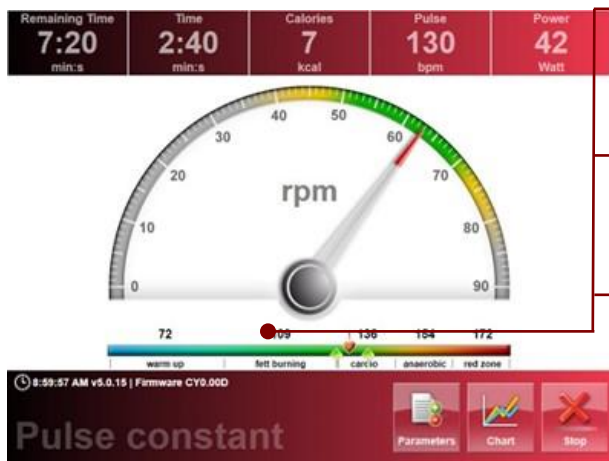 Remaining Time Time Calories Pulse Power
7:20 2:40 7 130 42
min:s min:s kcal bpm Watt
0 10 20 30 40 50 60 70 80 90
rpm
72 109 136 154 172
warm up fett burning cardio anaerobic red zone
8:59:57 AM v5.0.15 | Firmware CY0.00D
Pulse constant
Parameters Chart Stop